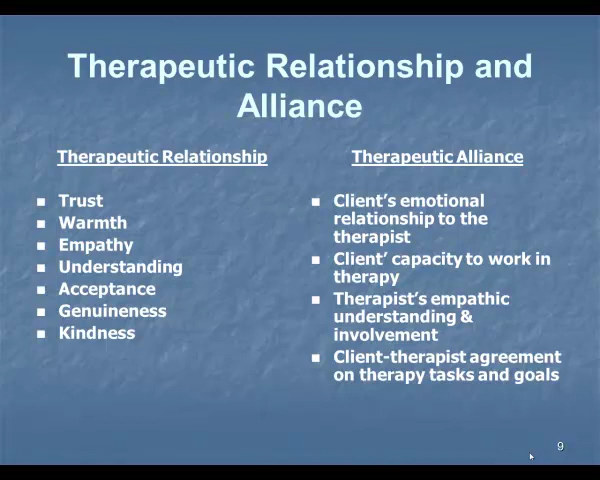 Therapeutic Relationship and
Alliance
Therapeutic Relationship
Trust
Warmth
Empathy
Understanding
Acceptance
Genuineness
Kindness
Therapeutic Alliance
Client's emotional
relationship to the
therapist
Client' capacity to work in
therapy
Therapist's empathic
understanding &
involvement
Client-therapist agreement
on therapy tasks and goals
9